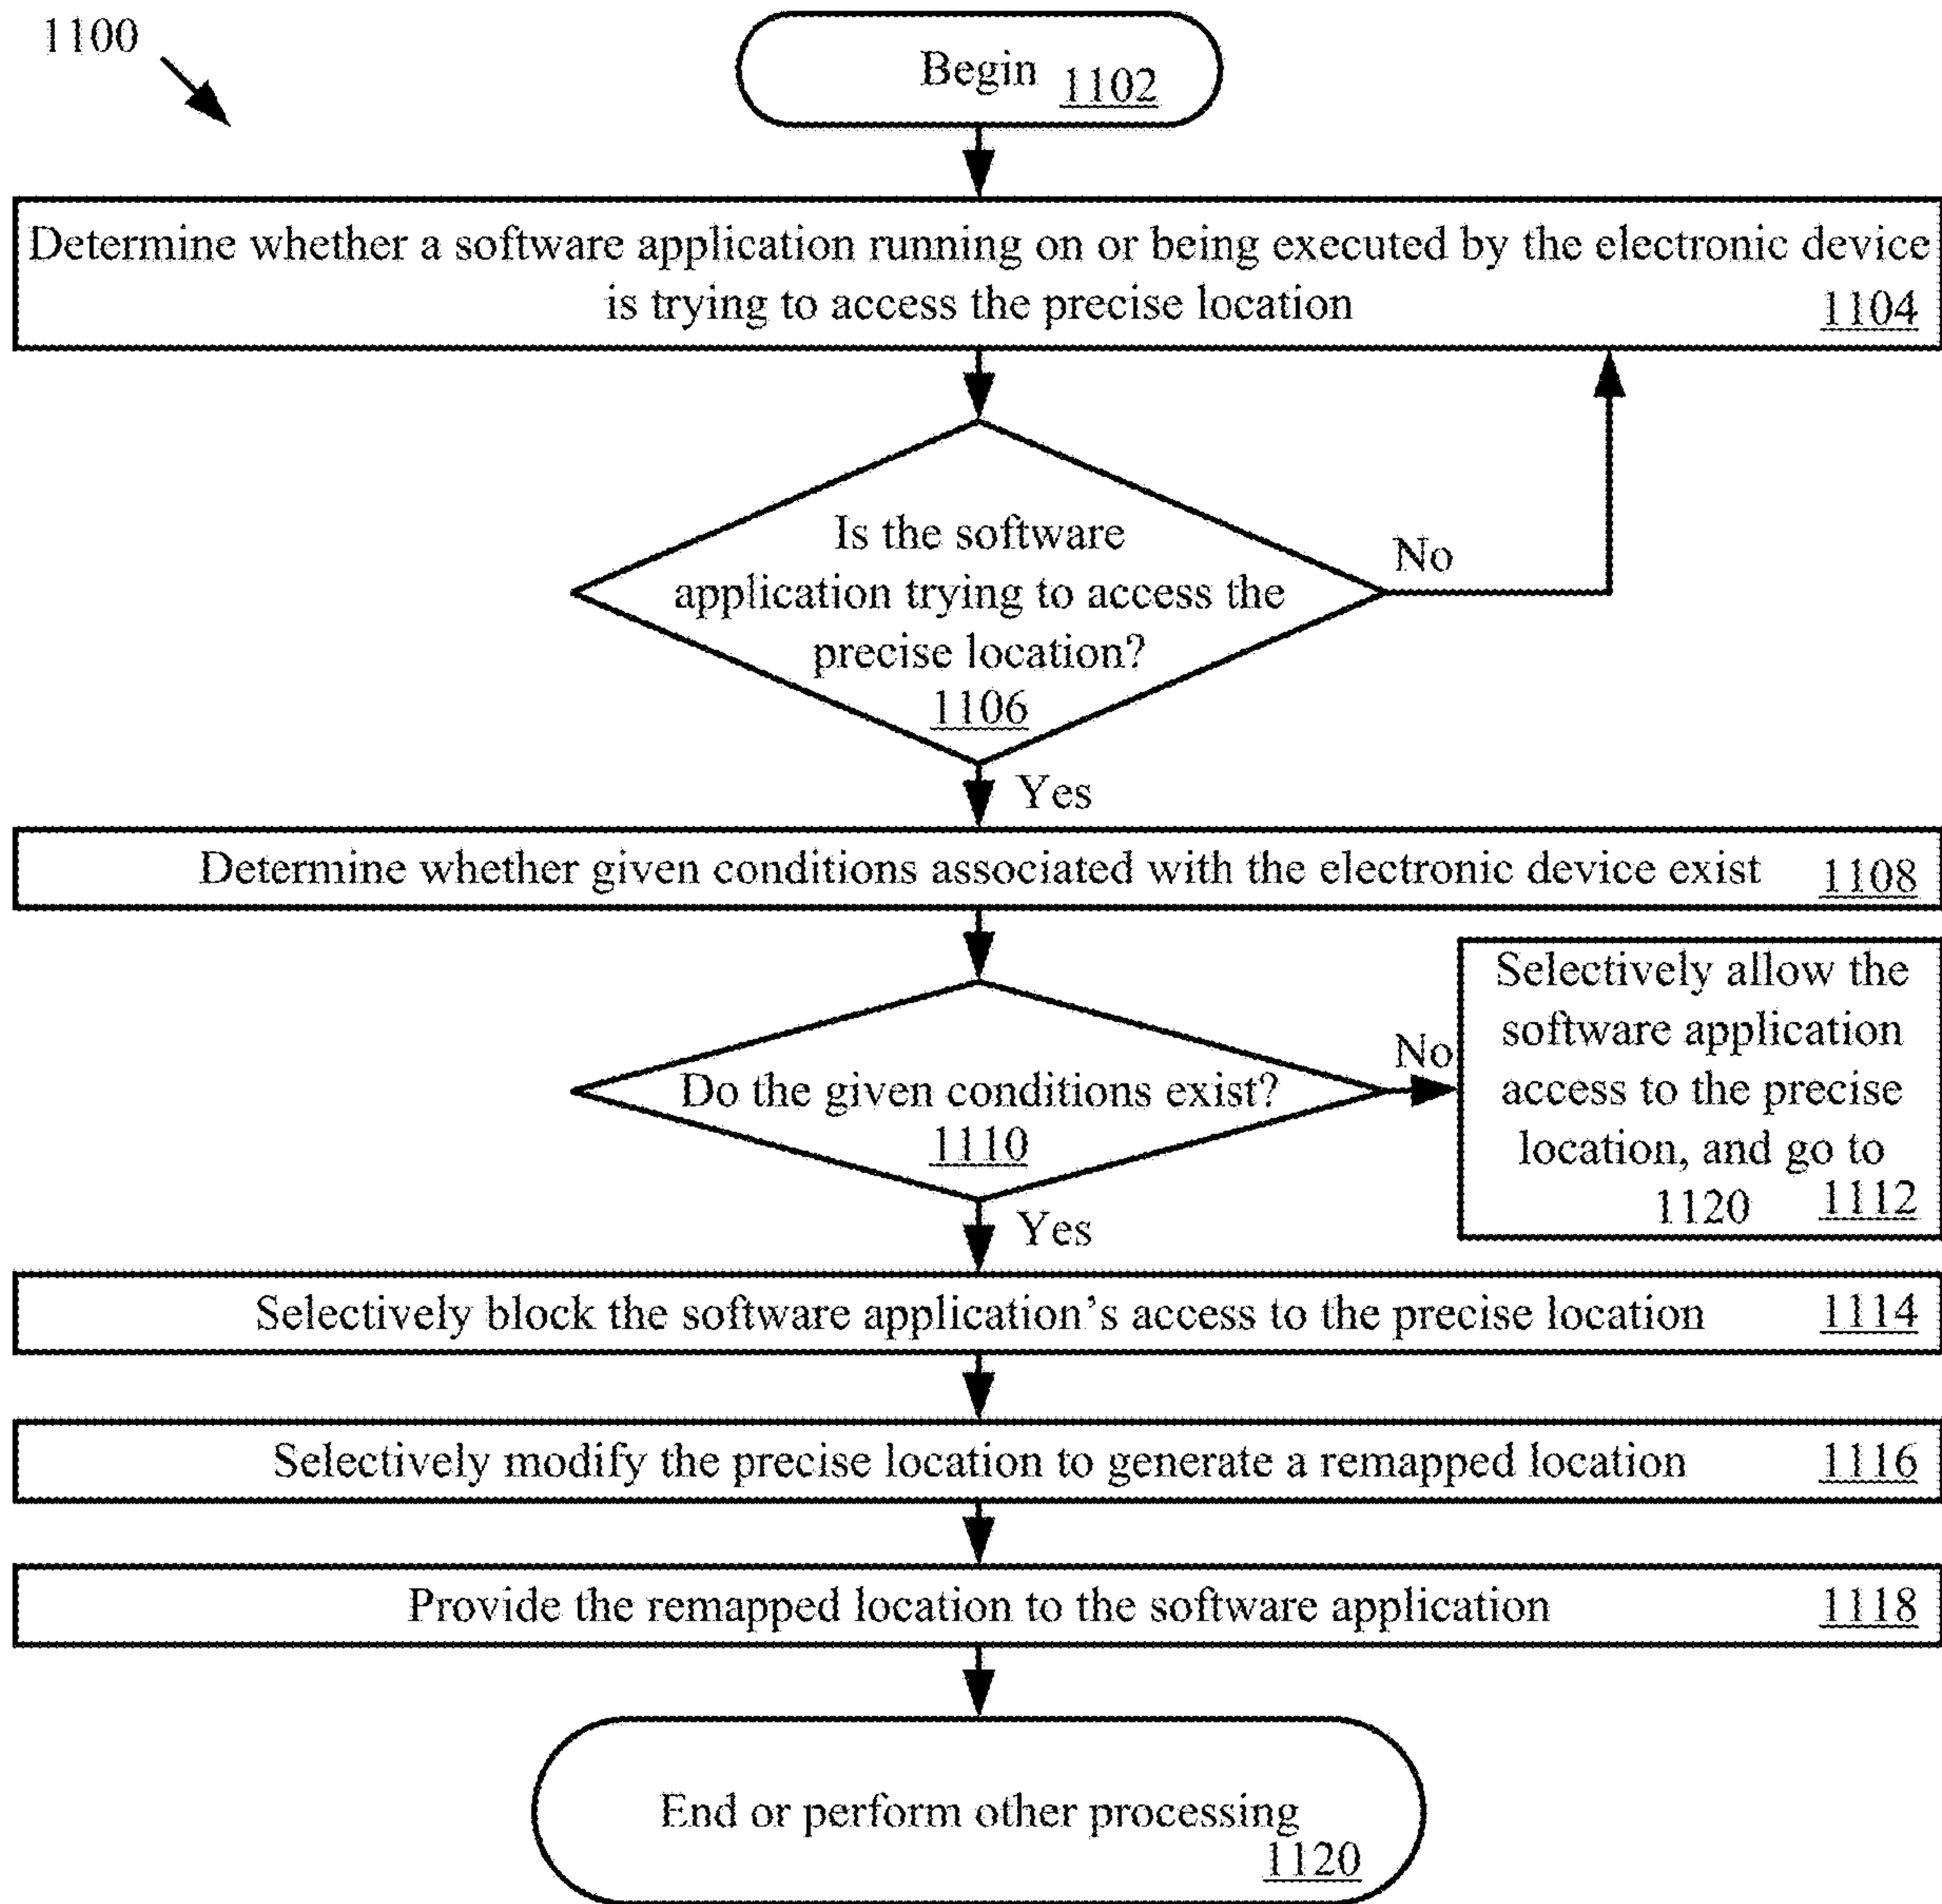 1100
Begin 1102
Determine whether a software application running on or being executed by the electronic device
is trying to access the precise location 1104
Is the software
application trying to access the
precise location?
1106
No
Yes
Determine whether given conditions associated with the electronic device exist 1108
Do the given conditions exist?
1110
No
Selectively allow the
software application
access to the precise
location, and go to
1120 1112
Yes
Selectively block the software application’s access to the precise location 1114
Selectively modify the precise location to generate a remapped location 1116
Provide the remapped location to the software application 1118
End or perform other processing
1120